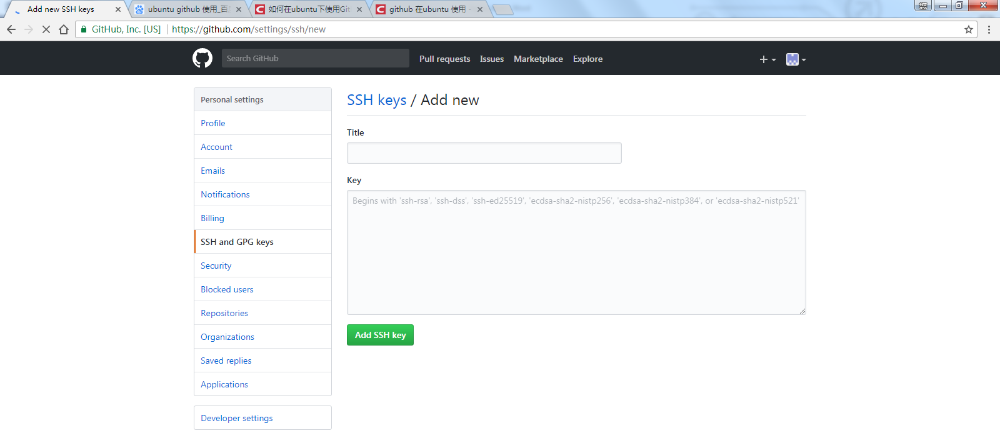 Add new SSH keys
ubuntu github 使用_百
如何在ubuntu下使用Git
github 在ubuntu 使用 -
您
GitHub, Inc. [US] https://github.com/settings/ssh/new
Search GitHub
Pull requests Issues Marketplace Explore
Personal settings
Profile
Account
Emails
Notifications
Billing
SSH and GPG keys
Security
Blocked users
Repositories
Organizations
Saved replies
Applications
Developer settings
SSH keys / Add new
Title
Key
Begins with 'ssh-rsa', 'ssh-dss', 'ssh-ed25519', 'ecdsa-sha2-nistp256', 'ecdsa-sha2-nistp384', or 'ecdsa-sha2-nistp521'
Add SSH key